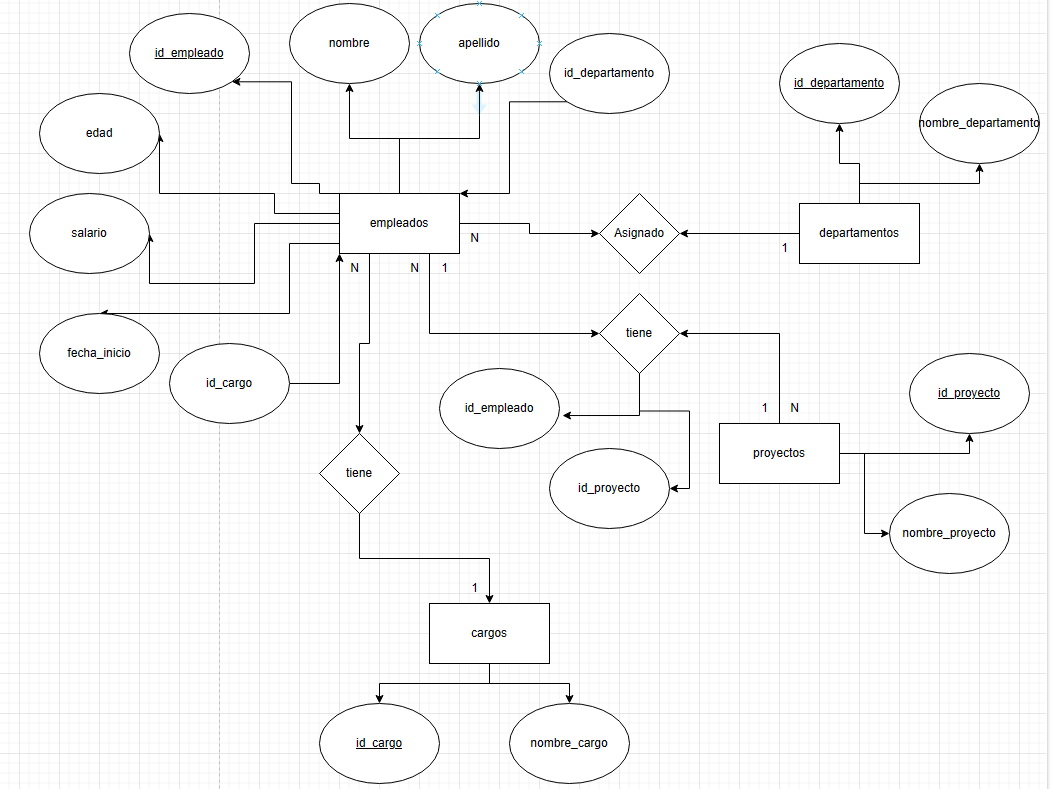 id_empleado
nombre
apellido
id_departamento
id_departamento
nombre_departamento
edad
salario
empleados
N
Asignado
1
departamentos
N
N
1
fecha_inicio
id_cargo
tiene
id_empleado
id_proyecto
1
N
proyectos
id_proyecto
nombre_proyecto
tiene
1
cargos
id_cargo
nombre_cargo